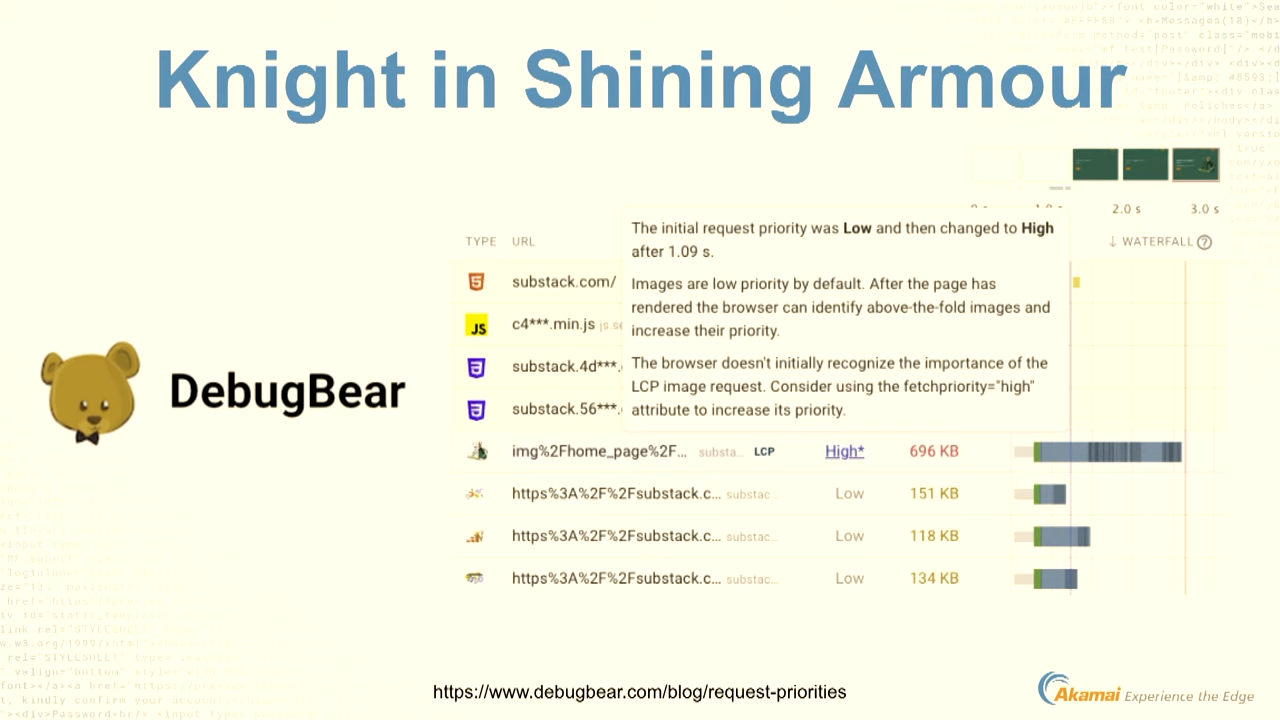 Knight in Shining Armour
2.0 s
3.0 s
TYPE
URL
↓ WATERFALL ?
The initial request priority was Low and then changed to High
after 1.09 s.
Images are low priority by default. After the page has
rendered the browser can identify above-the-fold images and
increase their priority.
The browser doesn't initially recognize the importance of the
LCP image request. Consider using the fetchpriority="high"
attribute to increase its priority.
substack.com/
JS c4***.min.js
substack.4d***.
substack.56***.
img%2Fhome_page%2F... substa... LCP High* 696 KB
https%3A%2F%2Fsubstack.c... substac... Low 151 KB
https%3A%2F%2Fsubstack.c... substac... Low 118 KB
https%3A%2F%2Fsubstack.c... substac... Low 134 KB
DebugBear
https://www.debugbear.com/blog/request-priorities
Akamai Experience the Edge